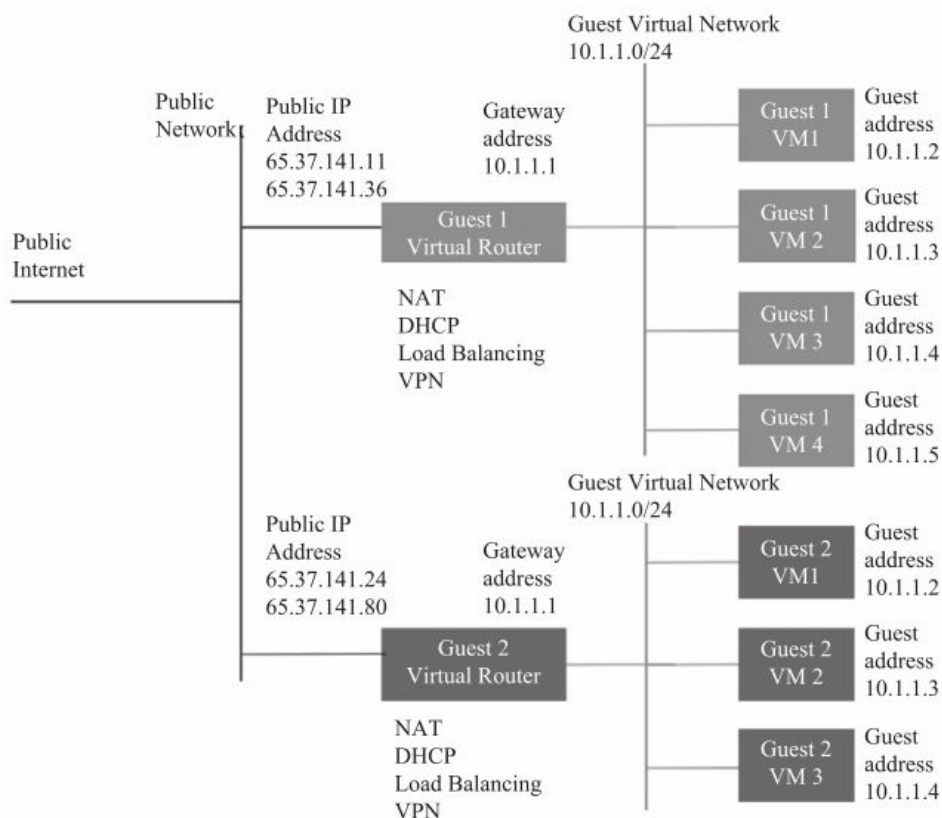 Guest Virtual Network
10.1.1.0/24
Public
Network
Public IP
Address
65.37.141.11
65.37.141.36
Gateway
address
10.1.1.1
Guest 1
VM1
Guest
address
10.1.1.2
Guest 1
Virtual Router
Guest 1
VM 2
Guest
address
10.1.1.3
Public
Internet
NAT
DHCP
Load Balancing
VPN
Guest 1
VM 3
Guest
address
10.1.1.4
Guest 1
VM 4
Guest
address
10.1.1.5
Guest Virtual Network
10.1.1.0/24
Public IP
Address
65.37.141.24
65.37.141.80
Gateway
address
10.1.1.1
Guest 2
VM1
Guest
address
10.1.1.2
Guest 2
Virtual Router
Guest 2
VM 2
Guest
address
10.1.1.3
NAT
DHCP
Load Balancing
VPN
Guest 2
VM 3
Guest
address
10.1.1.4